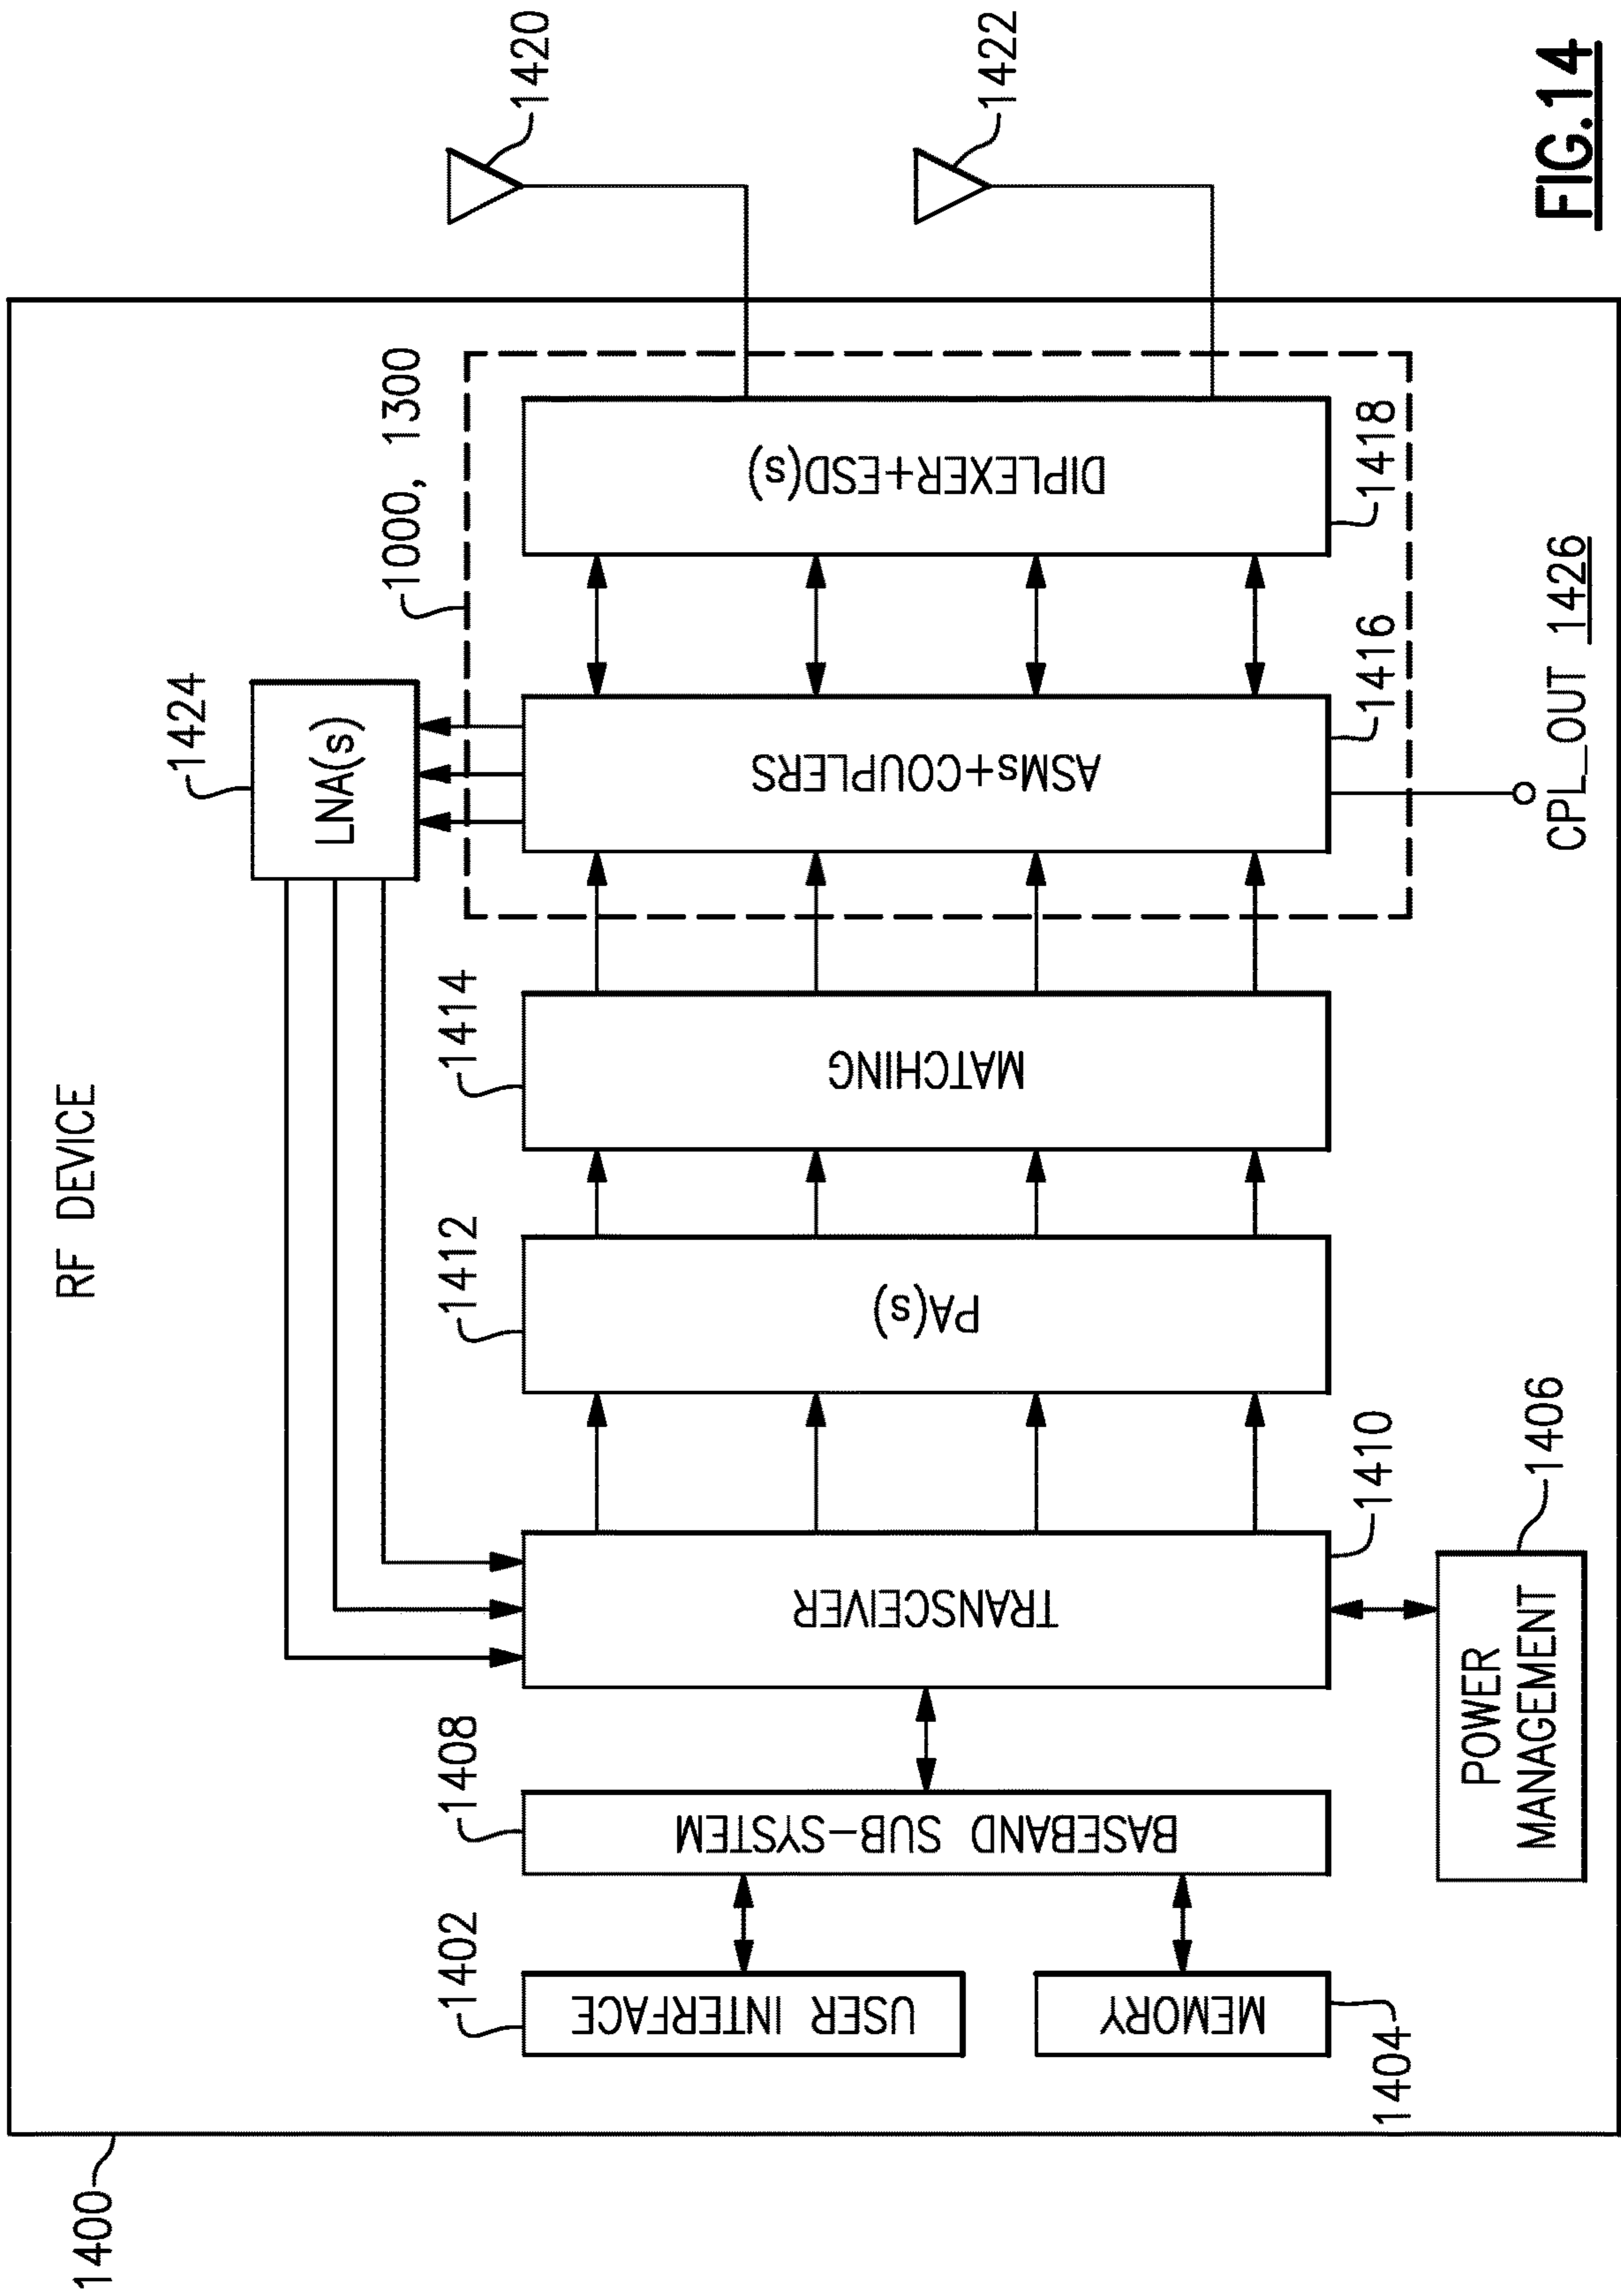 1400
RF DEVICE
1402
USER INTERFACE
1404
MEMORY
1408
BASEBAND SUB-SYSTEM
1410
TRANSCEIVER
1406
POWER
MANAGEMENT
1412
PA(s)
1414
MATCHING
1424
LNA(s)
1000, 1300
1416
ASMs+COUPLERS
1418
DIPLEXER+ESD(s)
CPL_OUT 1426
1420
1422
FIG.14